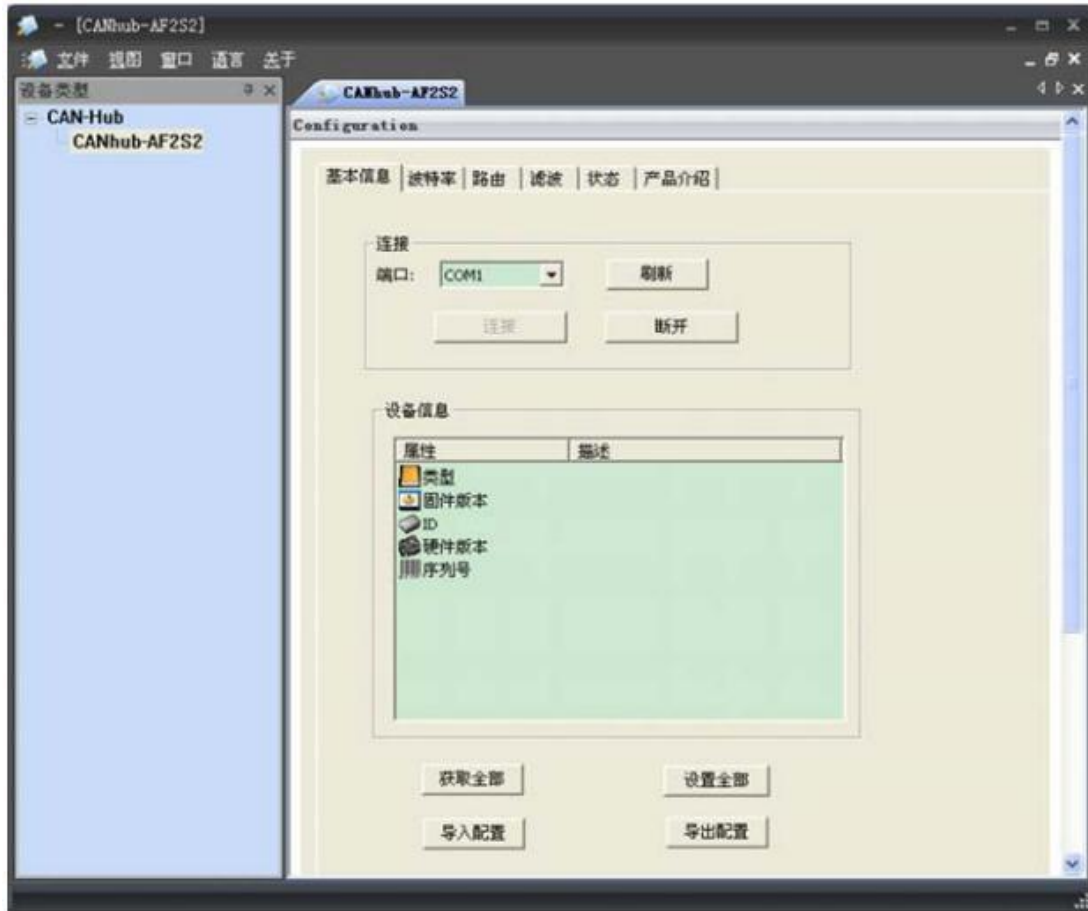 - [CANhub-AF2S2]
文件 视图 窗口 语言 关于
设备类型
CANhub-AF2S2
CAN-Hub
CANhub-AF2S2
Configuration
基本信息 波特率 路由 滤波 状态 产品介绍
连接
端口: COM1 刷新
连接 断开
设备信息
属性 描述
类型
固件版本
ID
硬件版本
序列号
获取全部 设置全部
导入配置 导出配置